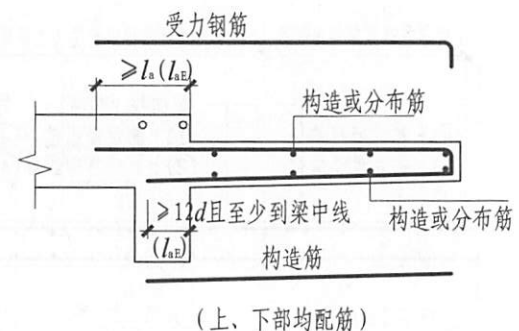 受力钢筋
≥la(laE)
构造或分布筋
≥12d且至少到梁中线
(laE)
构造或分布筋
构造筋
(上、下部均配筋)